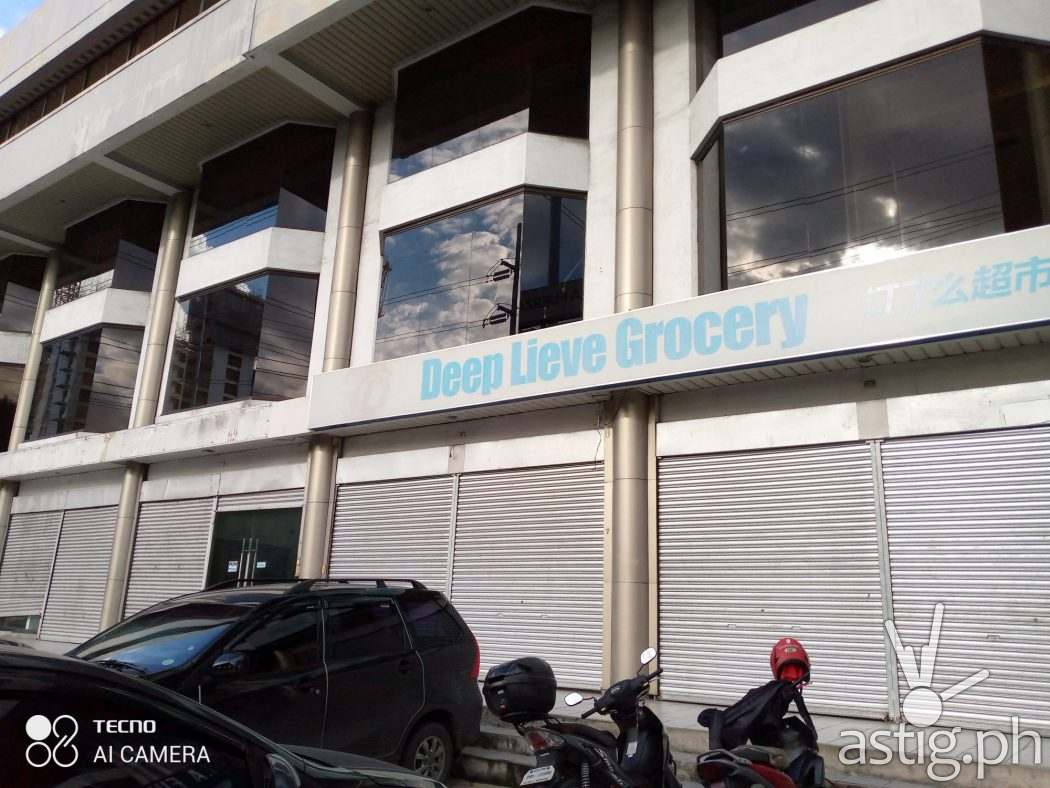 Deep Lieve Grocery
么超市
TECNO
AI CAMERA
astig.ph